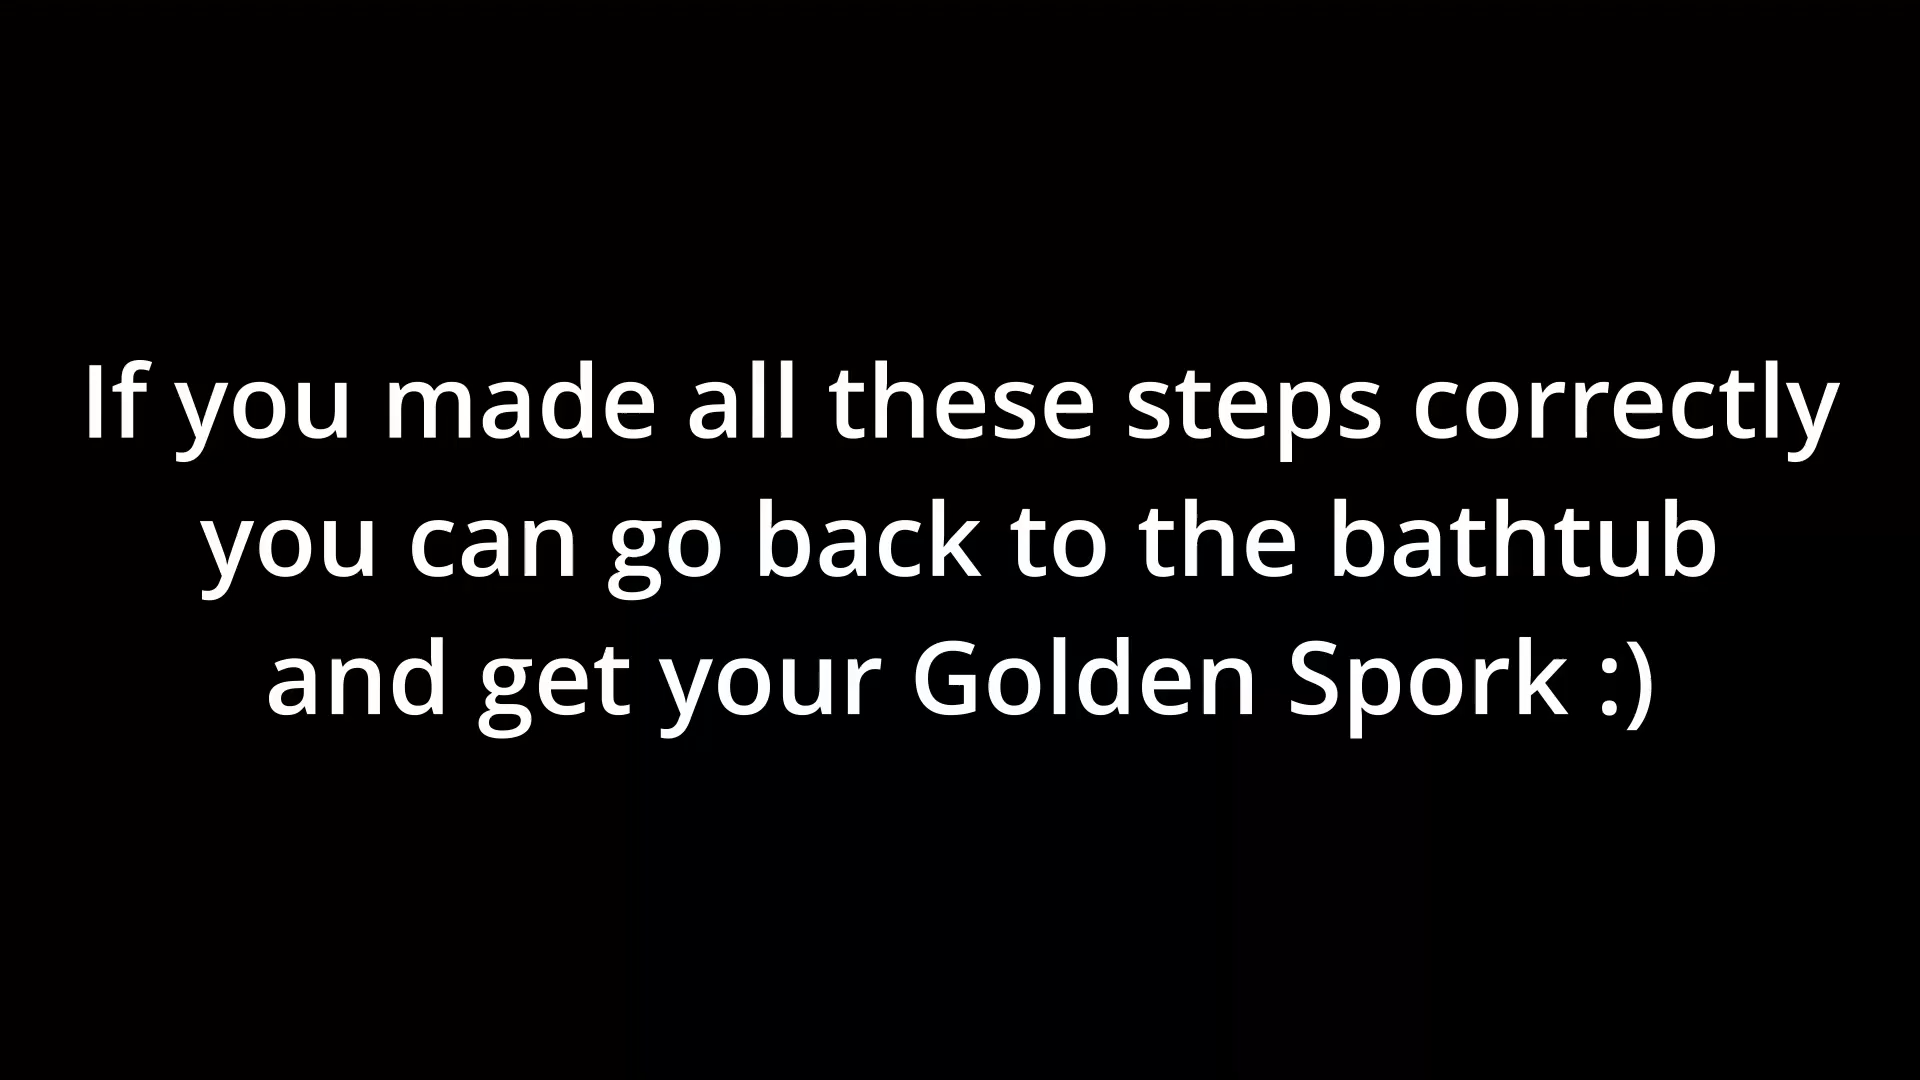 If you made all these steps correctly
you can go back to the bathtub
and get your Golden Spork :)